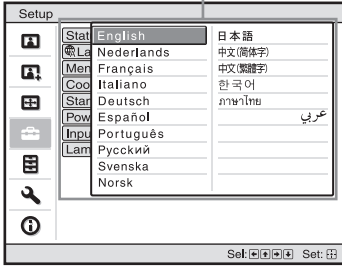 Setup
Stat
La
Men
Coo
Star
Pow
Inpu
Lam
English
Nederlands
Français
Italiano
Deutsch
Español
Português
Русский
Svenska
Norsk
日本語
中文(简体字)
中文(繁體字)
한국어
ภาษาไทย
عربي
Sel: Set: